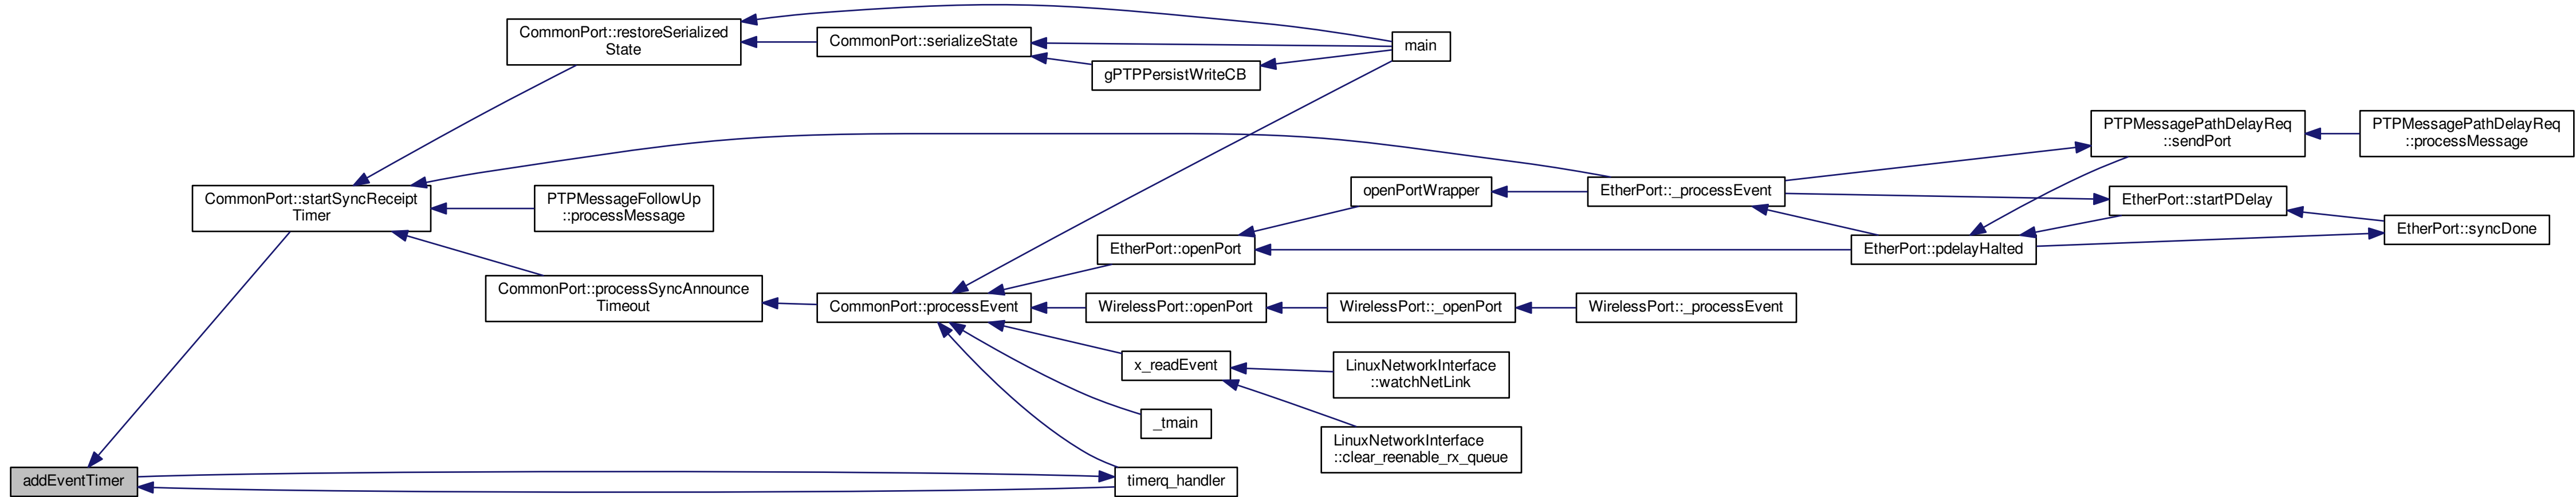 CommonPort::restoreSerialized
State
CommonPort::serializeState
main
gPTPPersistWriteCB
PTPMessagePathDelayReq
::sendPort
PTPMessagePathDelayReq
::processMessage
CommonPort::startSyncReceipt
Timer
PTPMessageFollowUp
::processMessage
openPortWrapper
EtherPort::_processEvent
EtherPort::startPDelay
EtherPort::syncDone
EtherPort::openPort
EtherPort::pdelayHalted
CommonPort::processSyncAnnounce
Timeout
CommonPort::processEvent
WirelessPort::openPort
WirelessPort::_openPort
WirelessPort::_processEvent
x_readEvent
LinuxNetworkInterface
::watchNetLink
_tmain
LinuxNetworkInterface
::clear_reenable_rx_queue
addEventTimer
timerq_handler